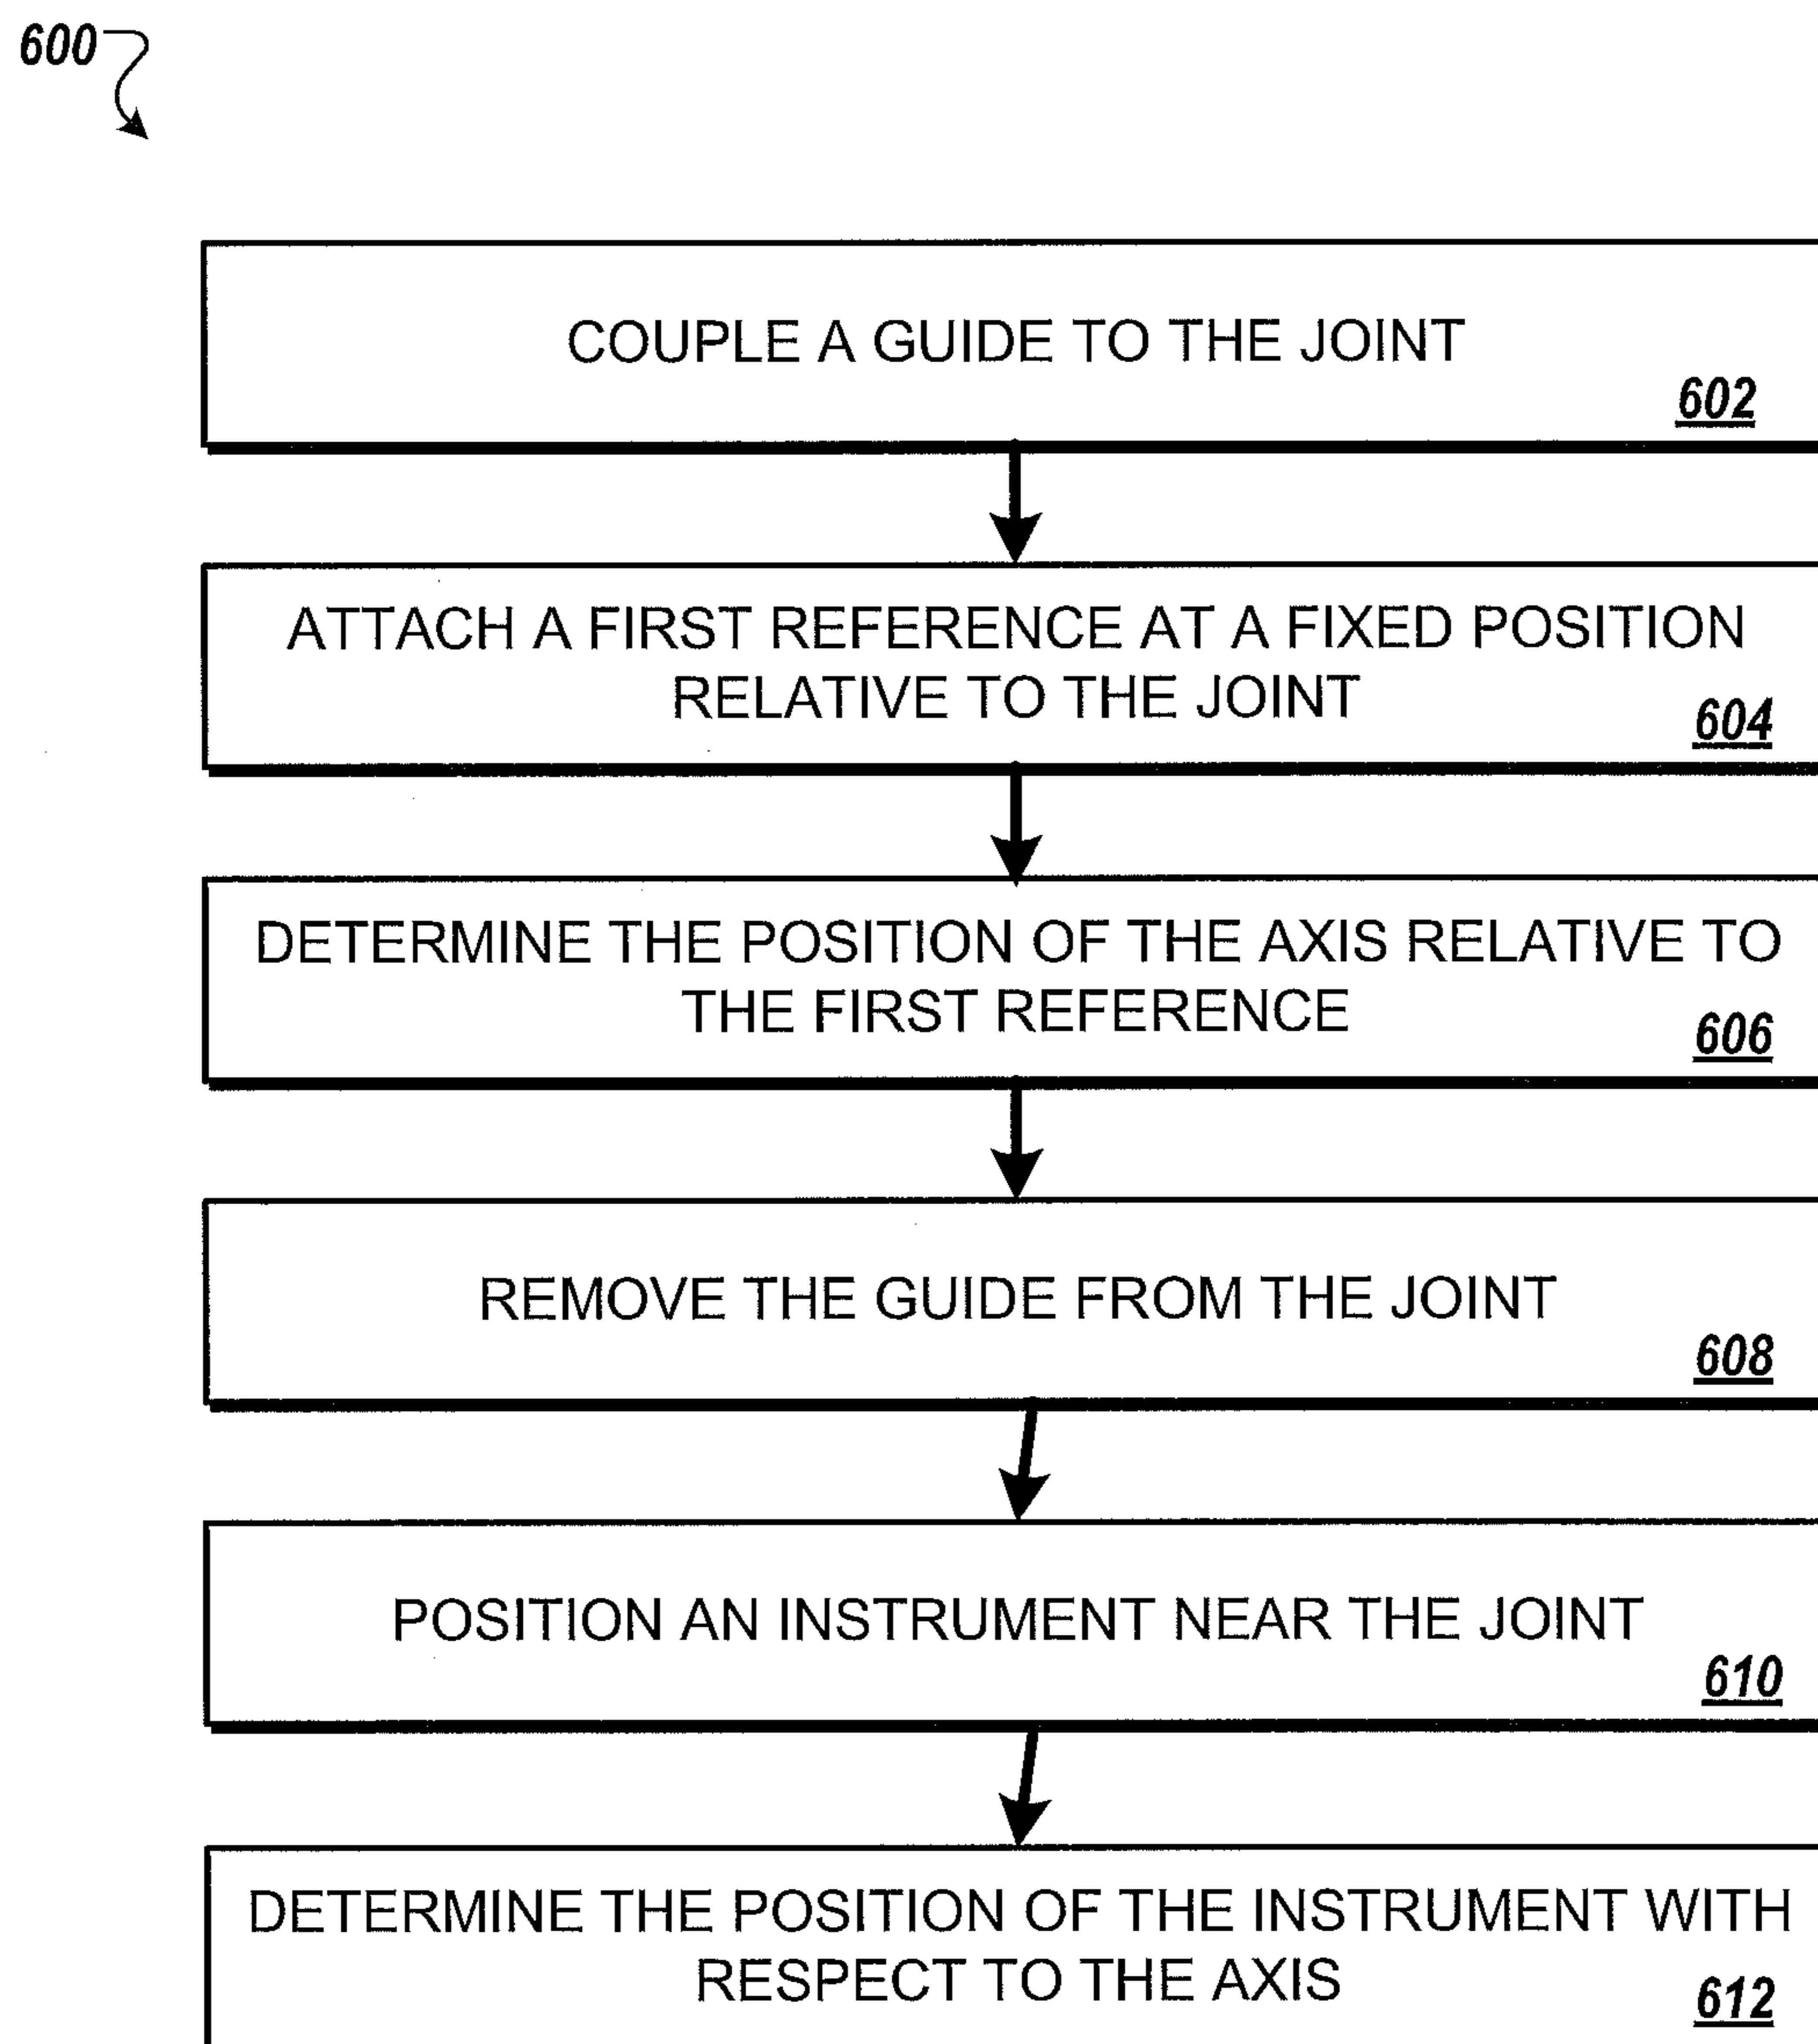 600
COUPLE A GUIDE TO THE JOINT
602
ATTACH A FIRST REFERENCE AT A FIXED POSITION
RELATIVE TO THE JOINT
604
DETERMINE THE POSITION OF THE AXIS RELATIVE TO
THE FIRST REFERENCE
606
REMOVE THE GUIDE FROM THE JOINT
608
POSITION AN INSTRUMENT NEAR THE JOINT
610
DETERMINE THE POSITION OF THE INSTRUMENT WITH
RESPECT TO THE AXIS
612